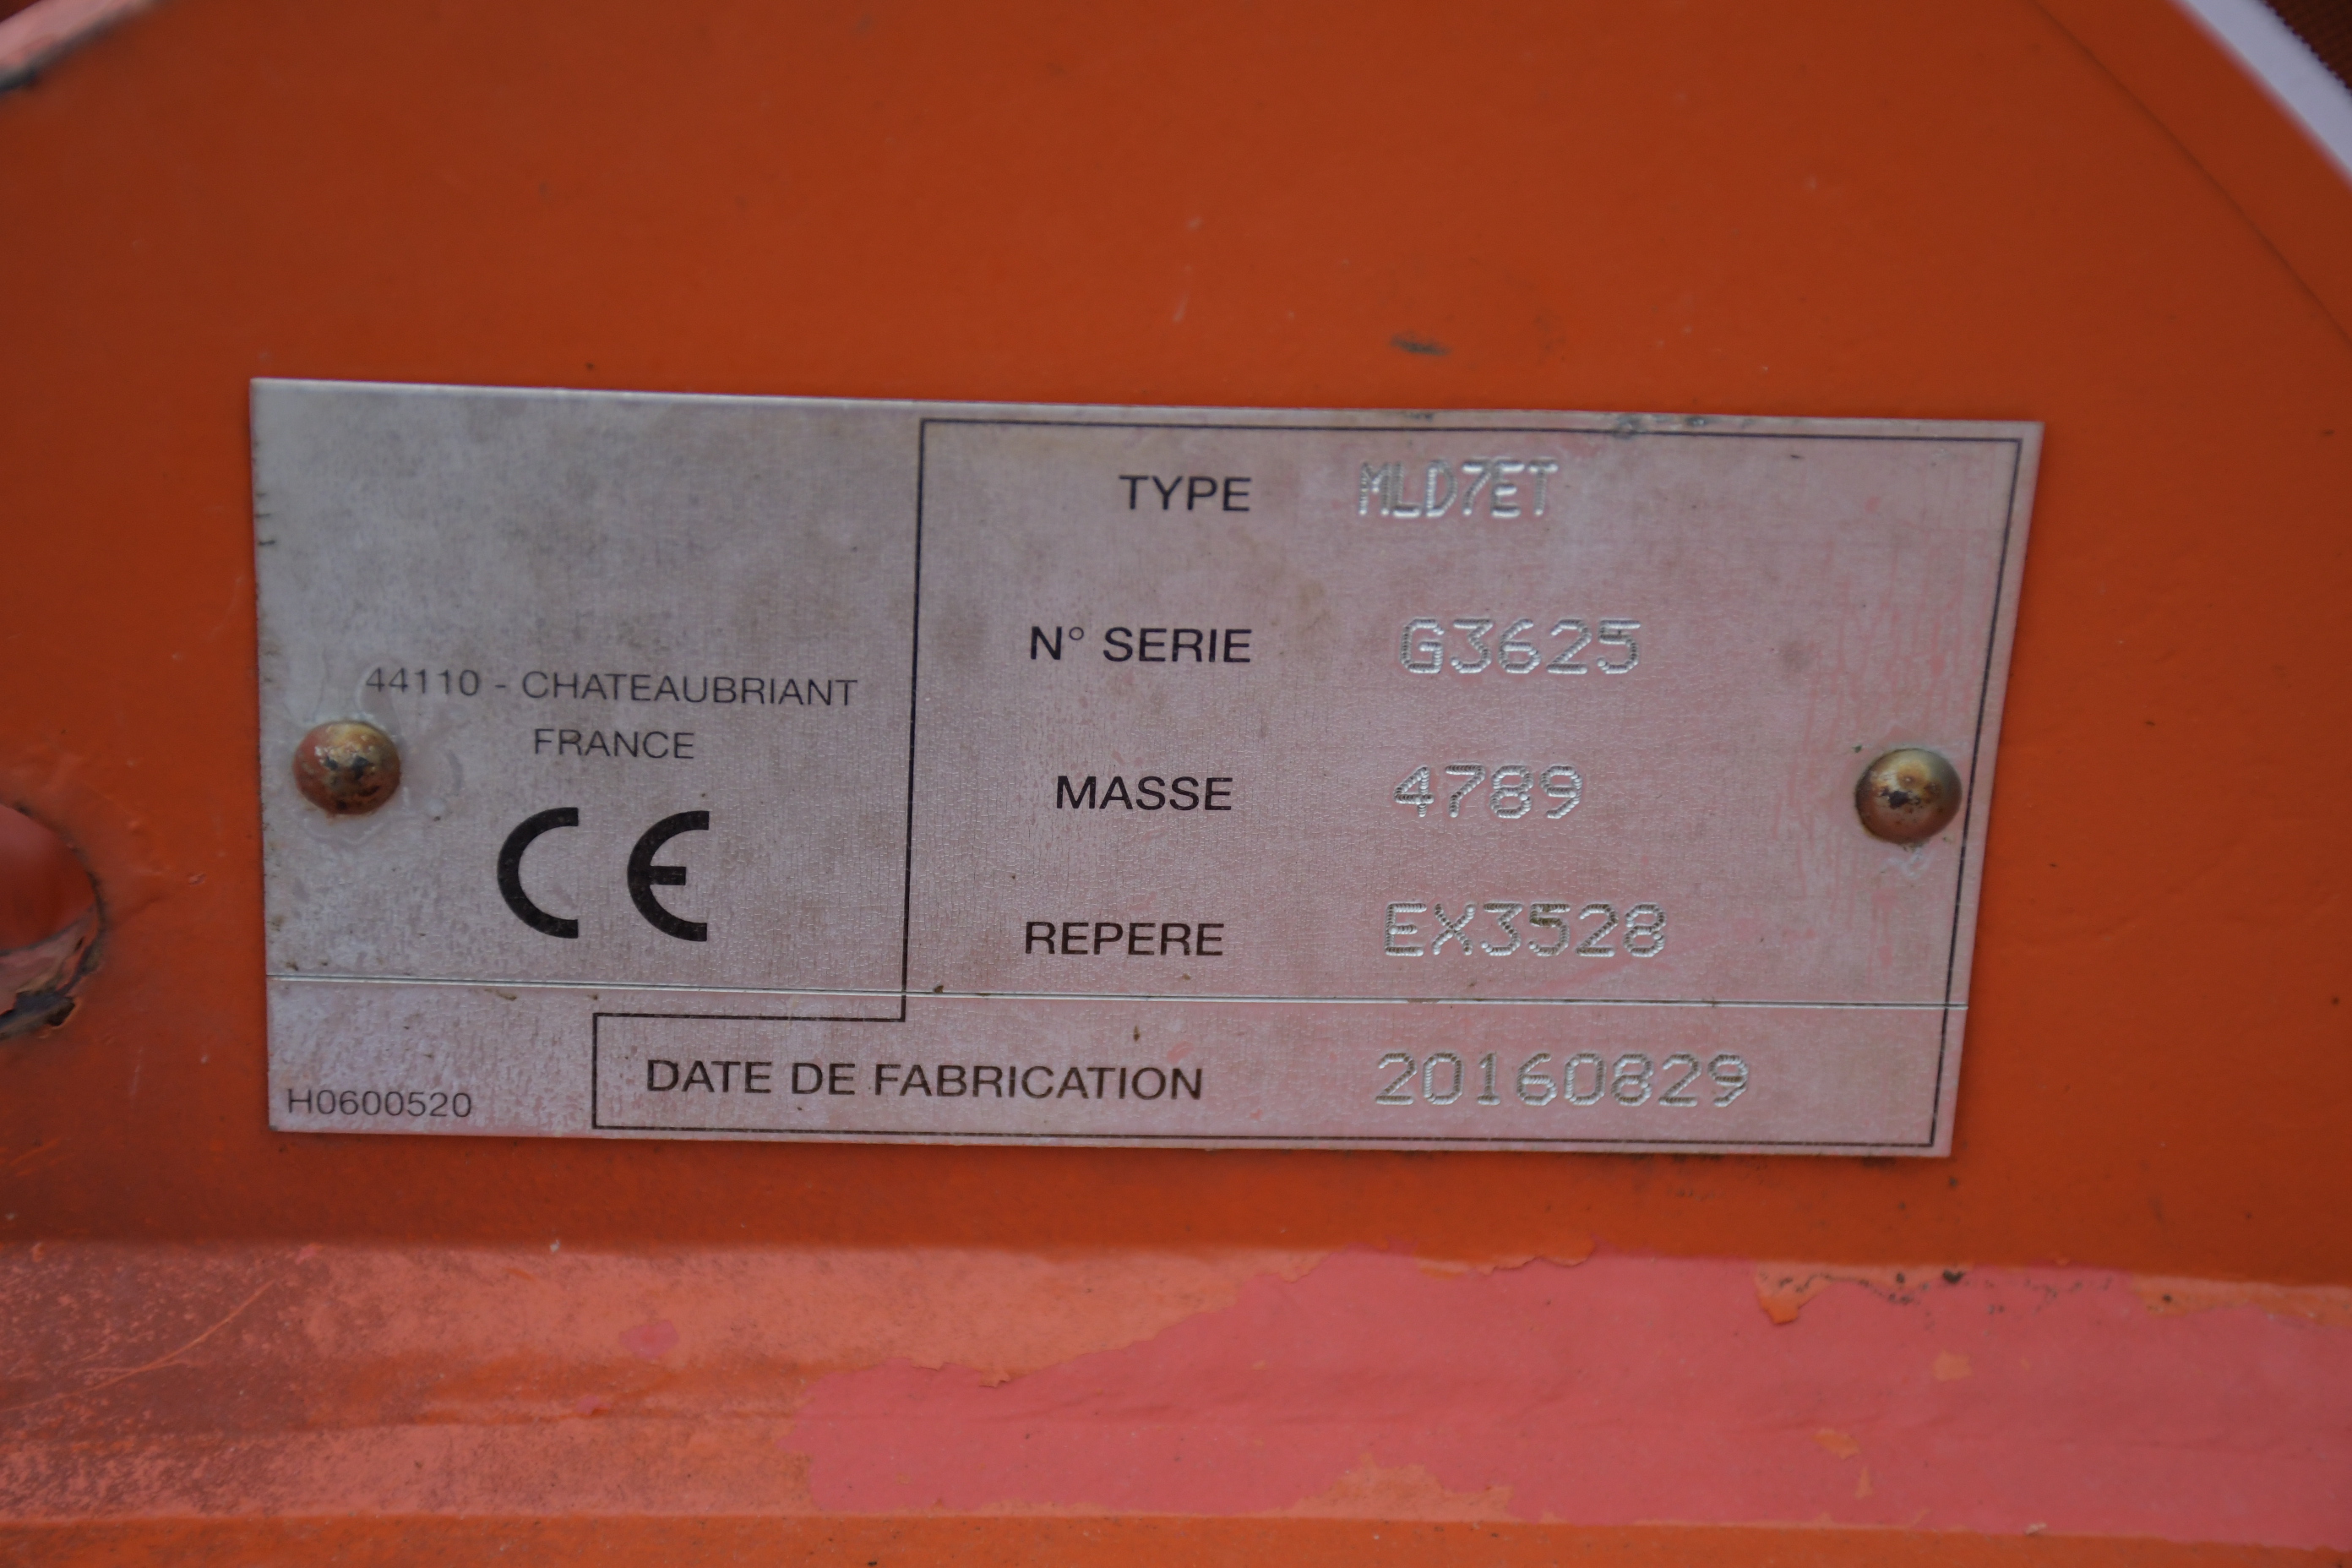 44110 - CHATEAUBRIANT
FRANCE
CE
H0600520
TYPE MLD7ET
N° SERIE G3625
MASSE 4789
REPERE EX3528
DATE DE FABRICATION 20160829